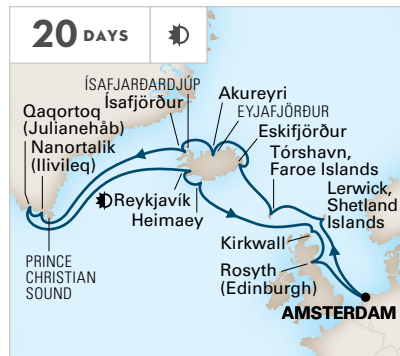 20 DAYS
ÍSAFJARÐARDJÚP
Ísafjörður
Akureyri
EYJAFJÖRÐUR
Eskifjörður
Qaqortoq
(Julianehåb)
Nanortalik
(Ilivileq)
Tórshavn,
Faroe Islands
Lerwick,
Shetland
Islands
Reykjavík
Heimaey
Kirkwall
PRINCE
CHRISTIAN
SOUND
Rosyth
(Edinburgh)
AMSTERDAM